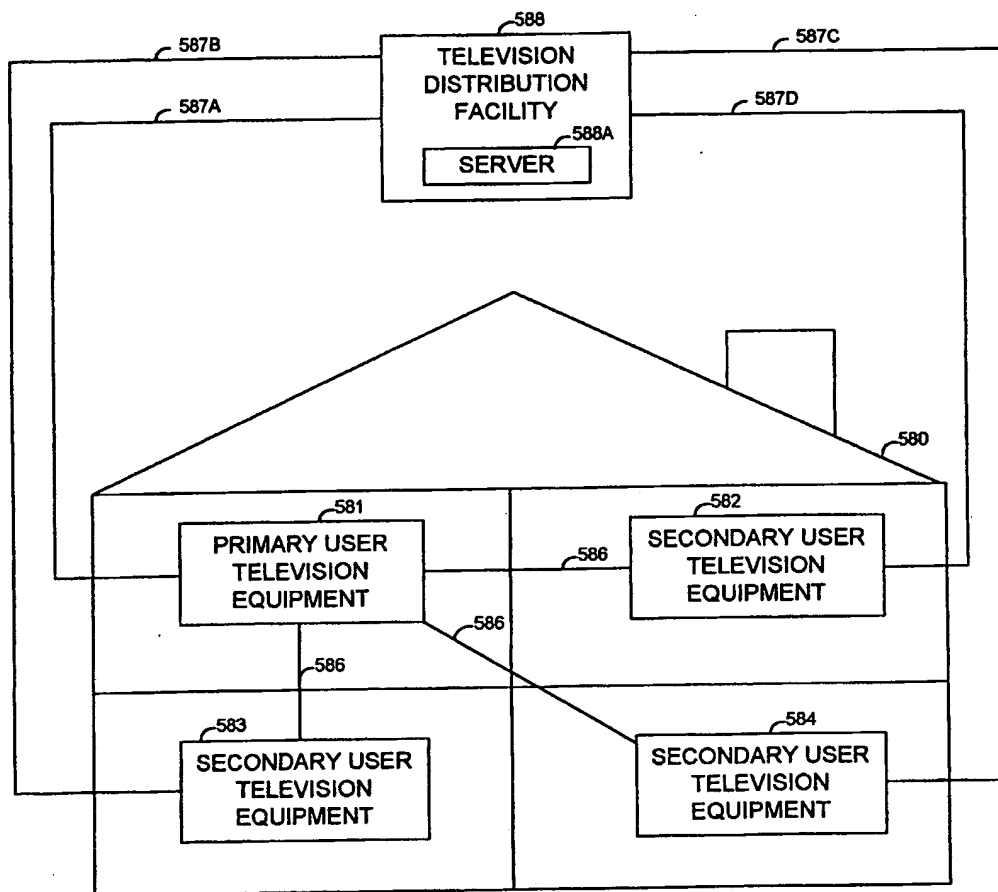 588
587B
587C
TELEVISION
DISTRIBUTION
FACILITY
587A
587D
588A
SERVER
580
581
PRIMARY USER
TELEVISION
EQUIPMENT
582
SECONDARY USER
TELEVISION
EQUIPMENT
586
586
586
583
SECONDARY USER
TELEVISION
EQUIPMENT
584
SECONDARY USER
TELEVISION
EQUIPMENT